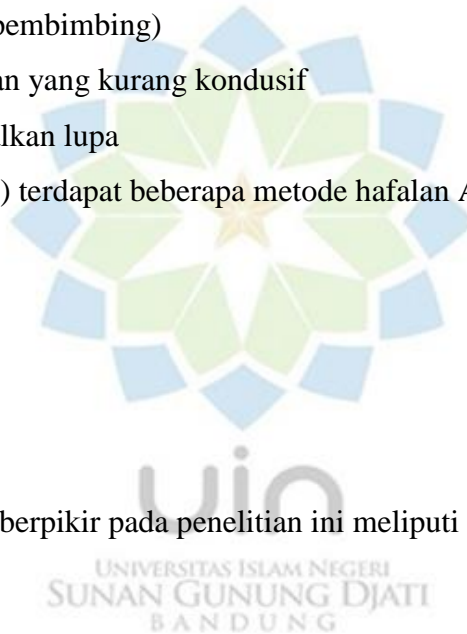 pembimbing)
an yang kurang kondusif
lkan lupa
) terdapat beberapa metode hafalan A
uin
berpikir pada penelitian ini meliputi
UNIVERSITAS ISLAM NEGERI
SUNAN GUNUNG DJATI
BANDUNG